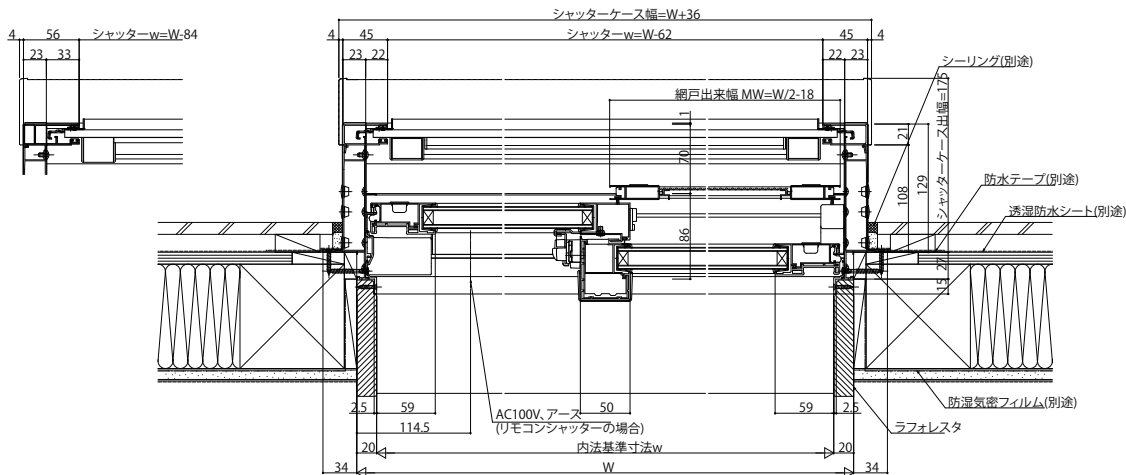 シャッターケース幅=W+36
4 56 シャッターw=W-84
4 45 シャッターw=W-62 45 4
23 33
23 22
22 23
シーリング(別途)
網戸出来幅 MW=W/2-18
1
21
70
108
129
シャッターケース出幅=175
防水テープ(別途)
透湿防水シート(別途)
86
27
15
防湿気密フィルム(別途)
2.5 59
50
59 2.5
AC100V、アース
(リモコンシャッターの場合)
ラフォレスタ
114.5
20 内法基準寸法w 20
34 W 34